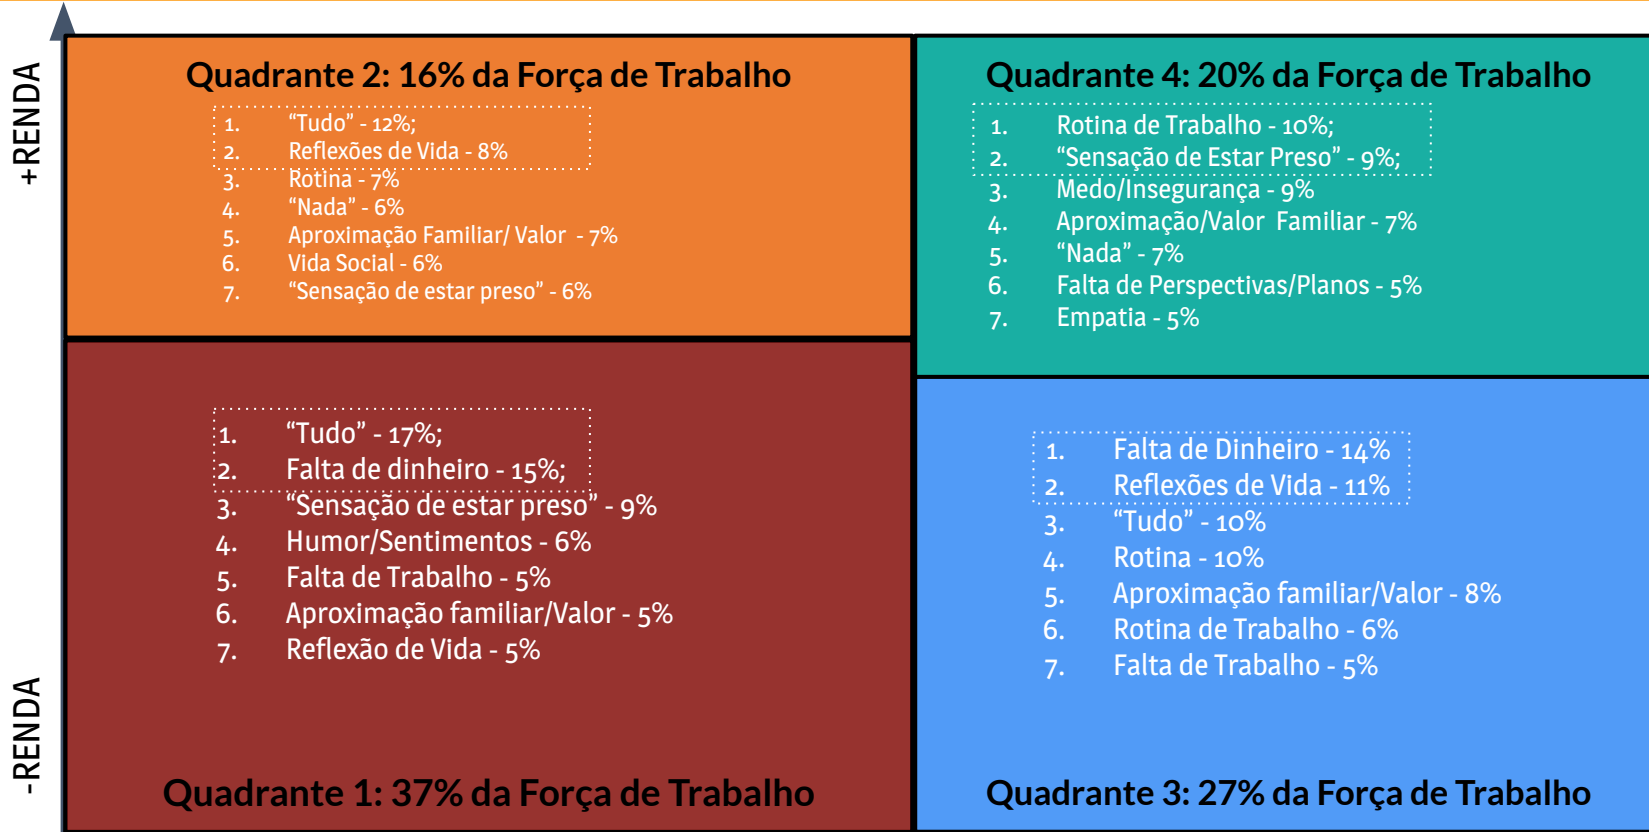 +RENDA
-RENDA
Quadrante 2: 16% da Força de Trabalho
1. “Tudo” - 12%;
2. Reflexões de Vida - 8%
3. Rotina - 7%
4. “Nada” - 6%
5. Aproximação Familiar/ Valor - 7%
6. Vida Social - 6%
7. “Sensação de estar preso” - 6%
Quadrante 4: 20% da Força de Trabalho
1. Rotina de Trabalho - 10%;
2. “Sensação de Estar Preso” - 9%;
3. Medo/Insegurança - 9%
4. Aproximação/Valor Familiar - 7%
5. “Nada” - 7%
6. Falta de Perspectivas/Planos - 5%
7. Empatia - 5%
1. “Tudo” - 17%;
2. Falta de dinheiro - 15%;
3. “Sensação de estar preso” - 9%
4. Humor/Sentimentos - 6%
5. Falta de Trabalho - 5%
6. Aproximação familiar/Valor - 5%
7. Reflexão de Vida - 5%
Quadrante 1: 37% da Força de Trabalho
1. Falta de Dinheiro - 14%
2. Reflexões de Vida - 11%
3. “Tudo” - 10%
4. Rotina - 10%
5. Aproximação familiar/Valor - 8%
6. Rotina de Trabalho - 6%
7. Falta de Trabalho - 5%
Quadrante 3: 27% da Força de Trabalho